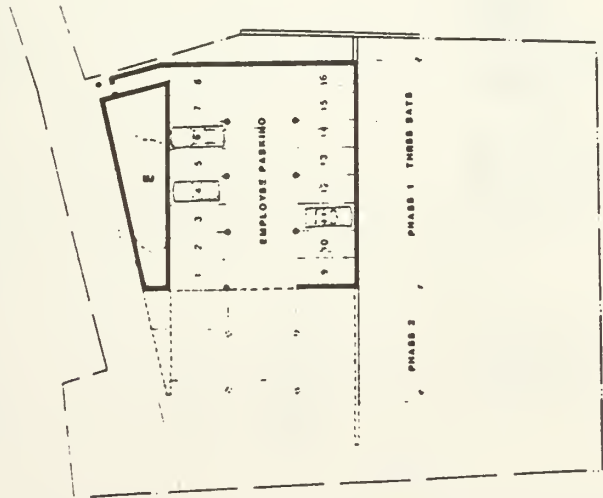 E
1 2 3 4 5 6 7 8
EMPLOYEE PARKING
9 10 11 12 13 14 15 16
PHASE 2
PHASE 1 THREE BAYS